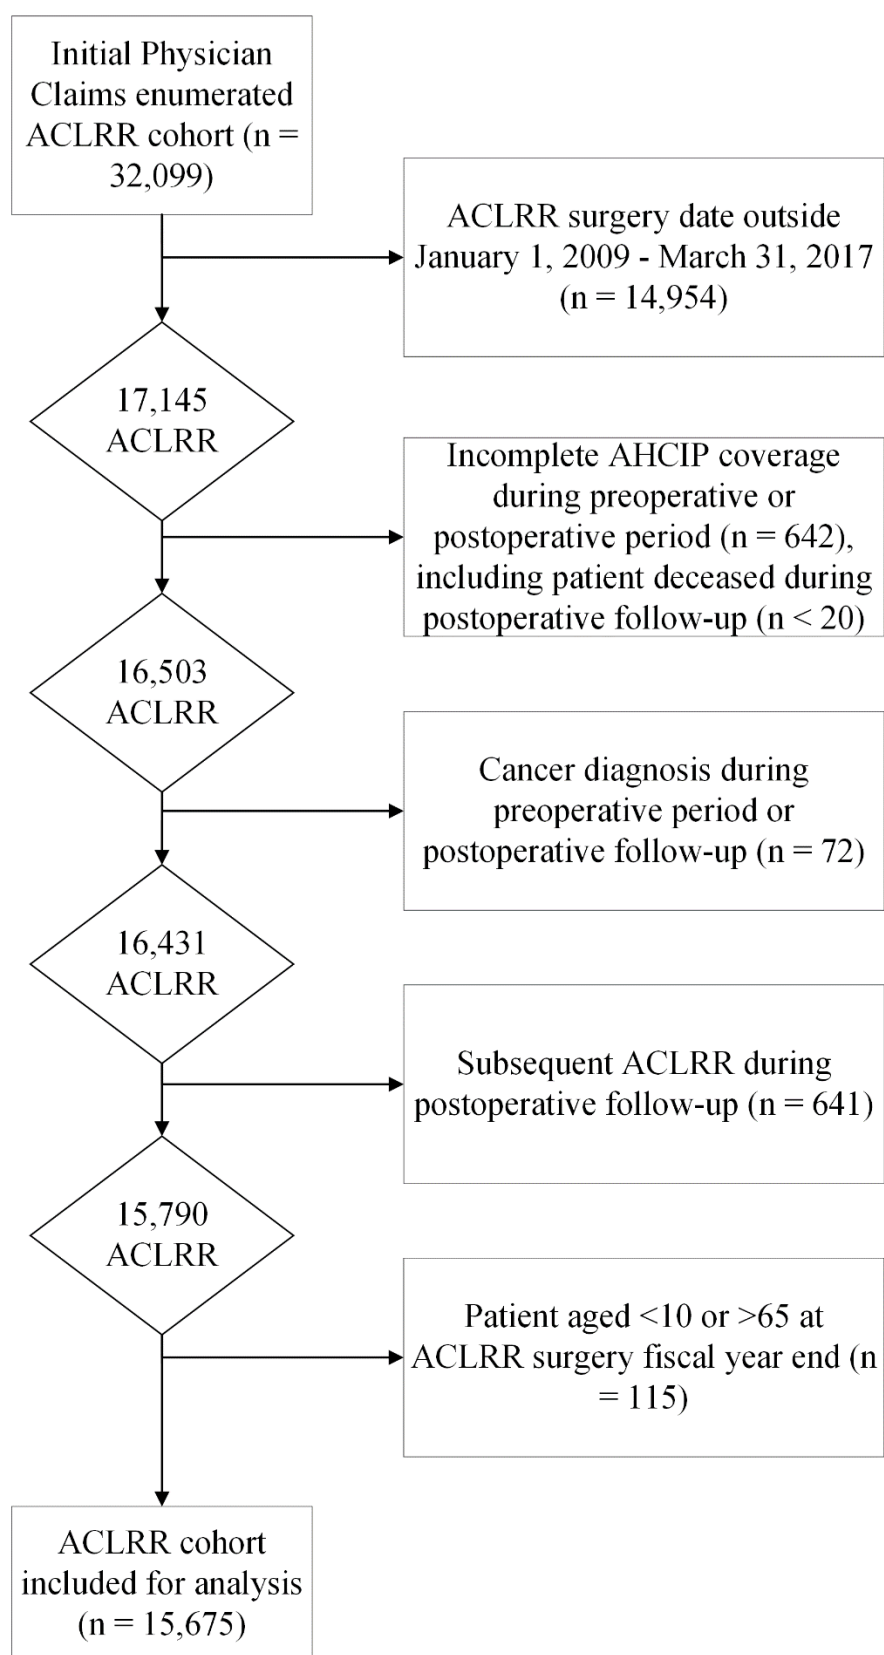 Initial Physician
Claims enumerated
ACLRR cohort (n =
32,099)
ACLRR surgery date outside
January 1, 2009 - March 31, 2017
(n = 14,954)
17,145
ACLRR
Incomplete AHCIP coverage
during preoperative or
postoperative period (n = 642),
including patient deceased during
postoperative follow-up (n < 20)
16,503
ACLRR
Cancer diagnosis during
preoperative period or
postoperative follow-up (n = 72)
16,431
ACLRR
Subsequent ACLRR during
postoperative follow-up (n = 641)
15,790
ACLRR
Patient aged <10 or >65 at
ACLRR surgery fiscal year end (n
= 115)
ACLRR cohort
included for analysis
(n = 15,675)